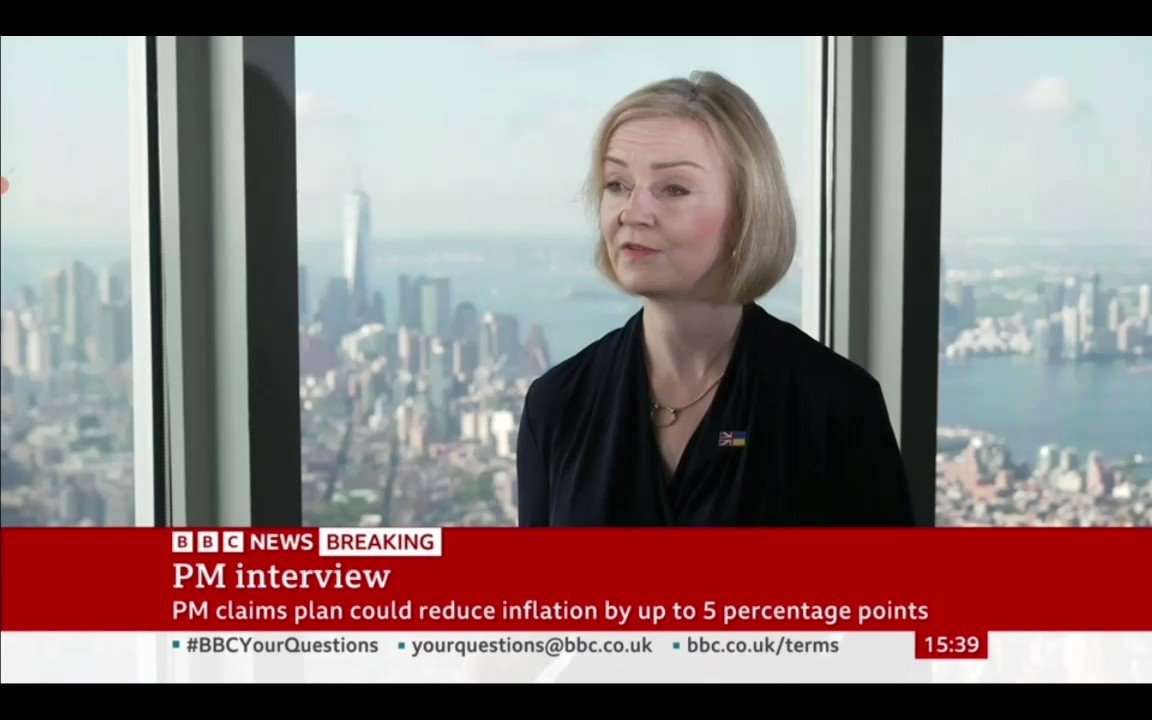 BBC NEWS BREAKING
PM interview
PM claims plan could reduce inflation by up to 5 percentage points
#BBCYourQuestions yourquestions@bbc.co.uk bbc.co.uk/terms 15:39